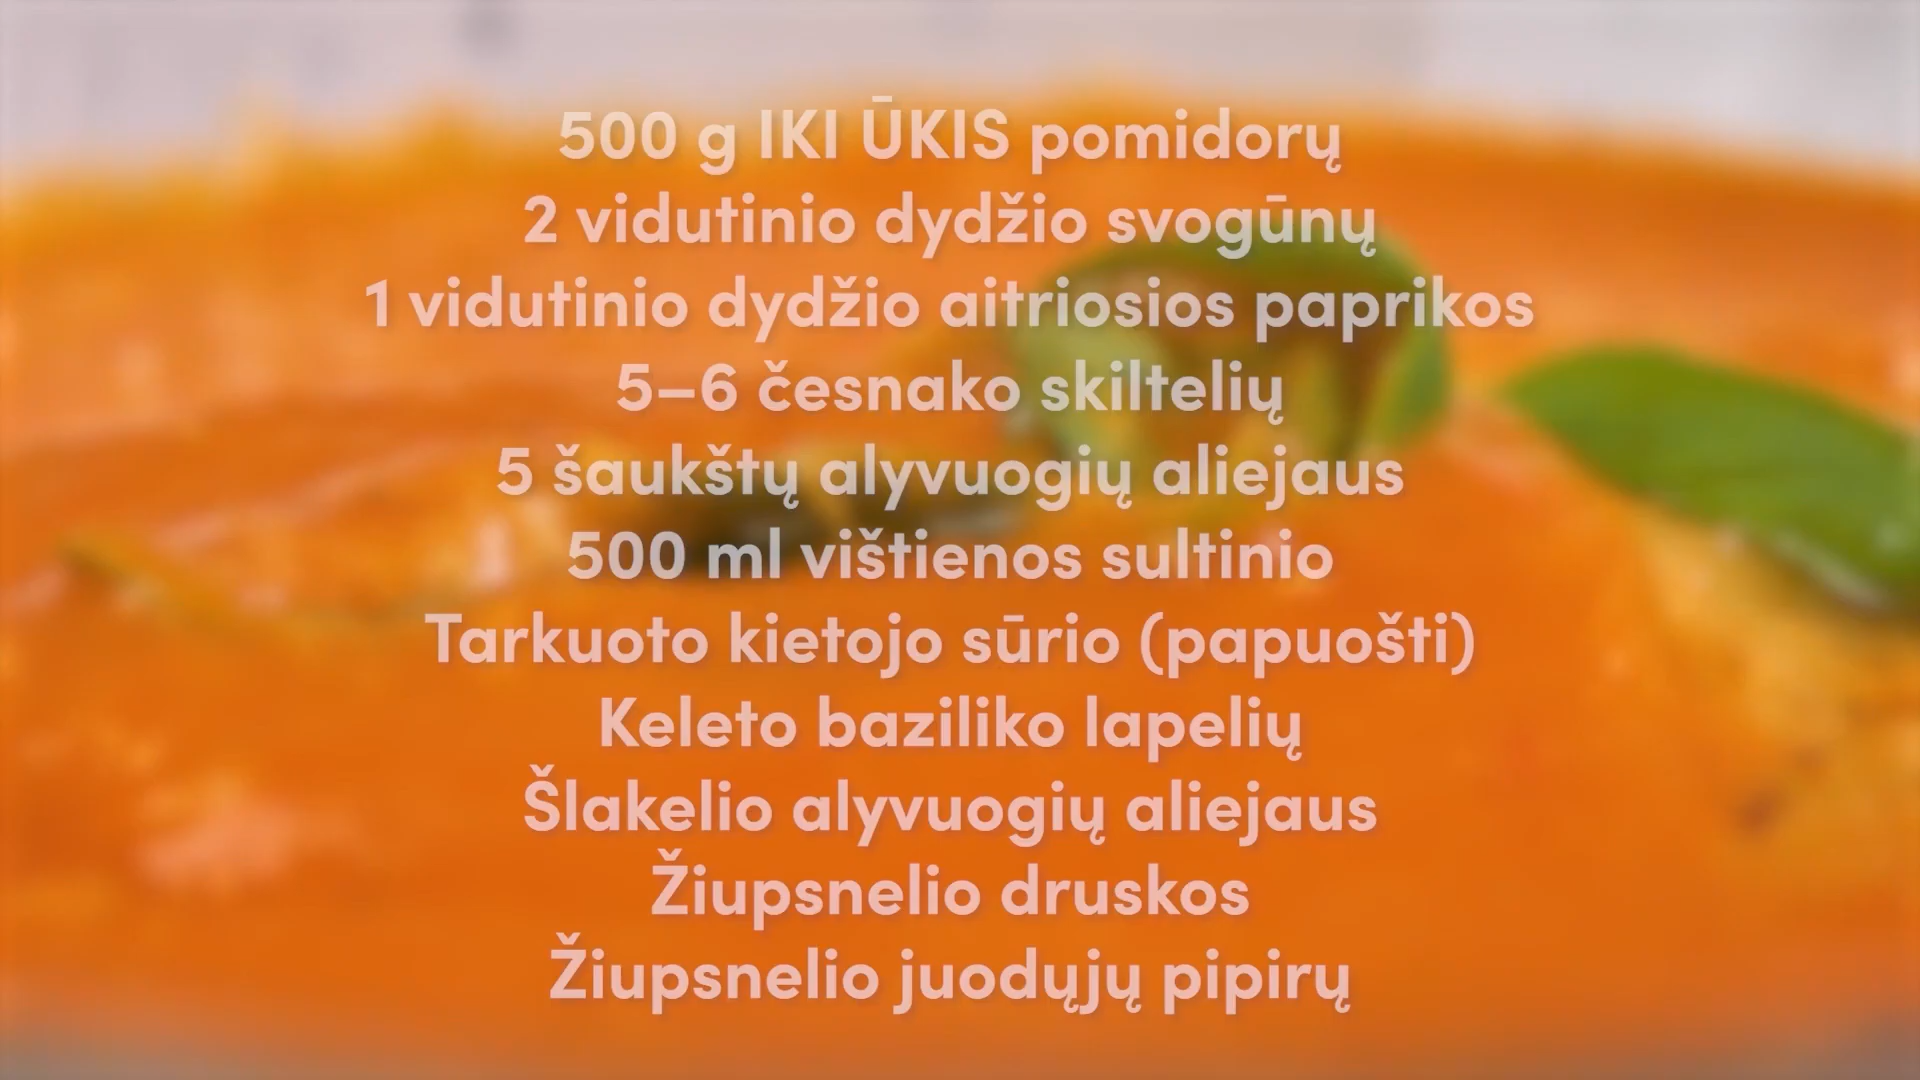 500 g IKI ŪKIS pomidorų
2 vidutinio dydžio svogūnų
1 vidutinio dydžio aitriosios paprikos
5–6 česnako skiltelių
5 šaukštų alyvuogių aliejaus
500 ml vištienos sultinio
Tarkuoto kietojo sūrio (papuošti)
Keleto baziliko lapelių
Šlakelio alyvuogių aliejaus
Žiupsnelio druskos
Žiupsnelio juodųjų pipirų